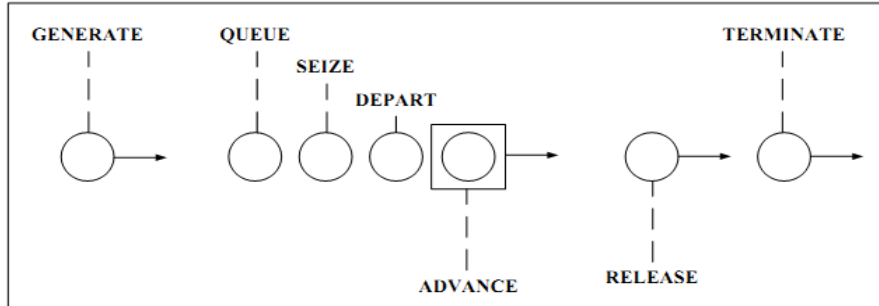 GENERATE
QUEUE
SEIZE
DEPART
ADVANCE
RELEASE
TERMINATE